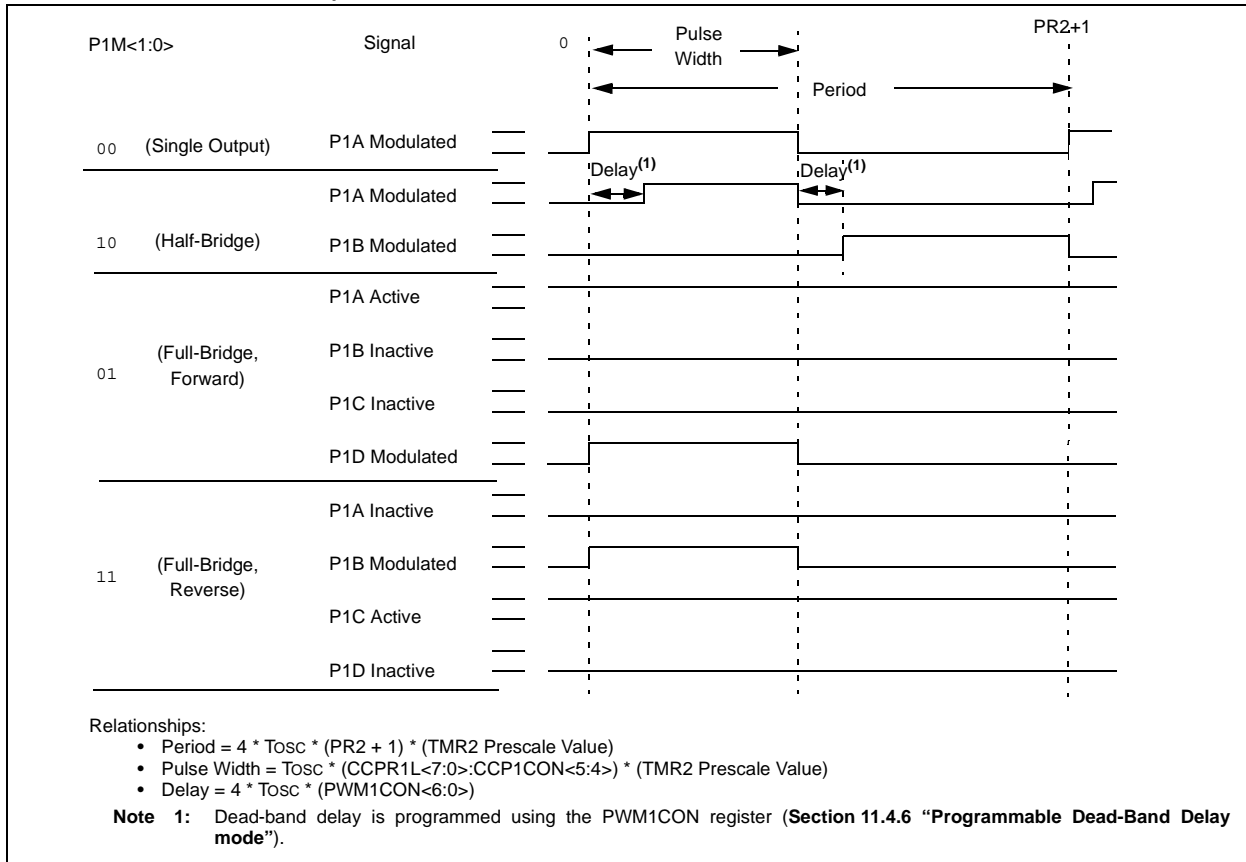 P1M<1:0> Signal 0 Pulse Width PR2+1
Period
00 (Single Output) P1A Modulated
Delay(1) Delay(1)
P1A Modulated
10 (Half-Bridge) P1B Modulated
P1A Active
01 (Full-Bridge, Forward) P1B Inactive
P1C Inactive
P1D Modulated
P1A Inactive
11 (Full-Bridge, Reverse) P1B Modulated
P1C Active
P1D Inactive
Relationships:
• Period = 4 * TOSC * (PR2 + 1) * (TMR2 Prescale Value)
• Pulse Width = TOSC * (CCPR1L<7:0>:CCP1CON<5:4>) * (TMR2 Prescale Value)
• Delay = 4 * TOSC * (PWM1CON<6:0>)
Note 1: Dead-band delay is programmed using the PWM1CON register (Section 11.4.6 “Programmable Dead-Band Delay
mode”).